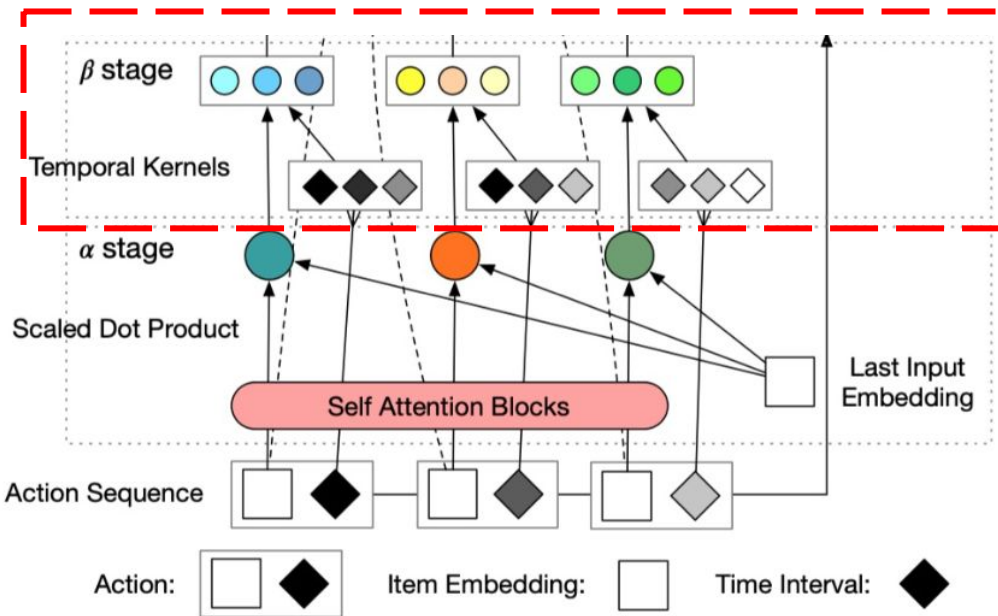 β stage
Temporal Kernels
α stage
Scaled Dot Product
Last Input
Embedding
Self Attention Blocks
Action Sequence
Action:
Item Embedding:
Time Interval: